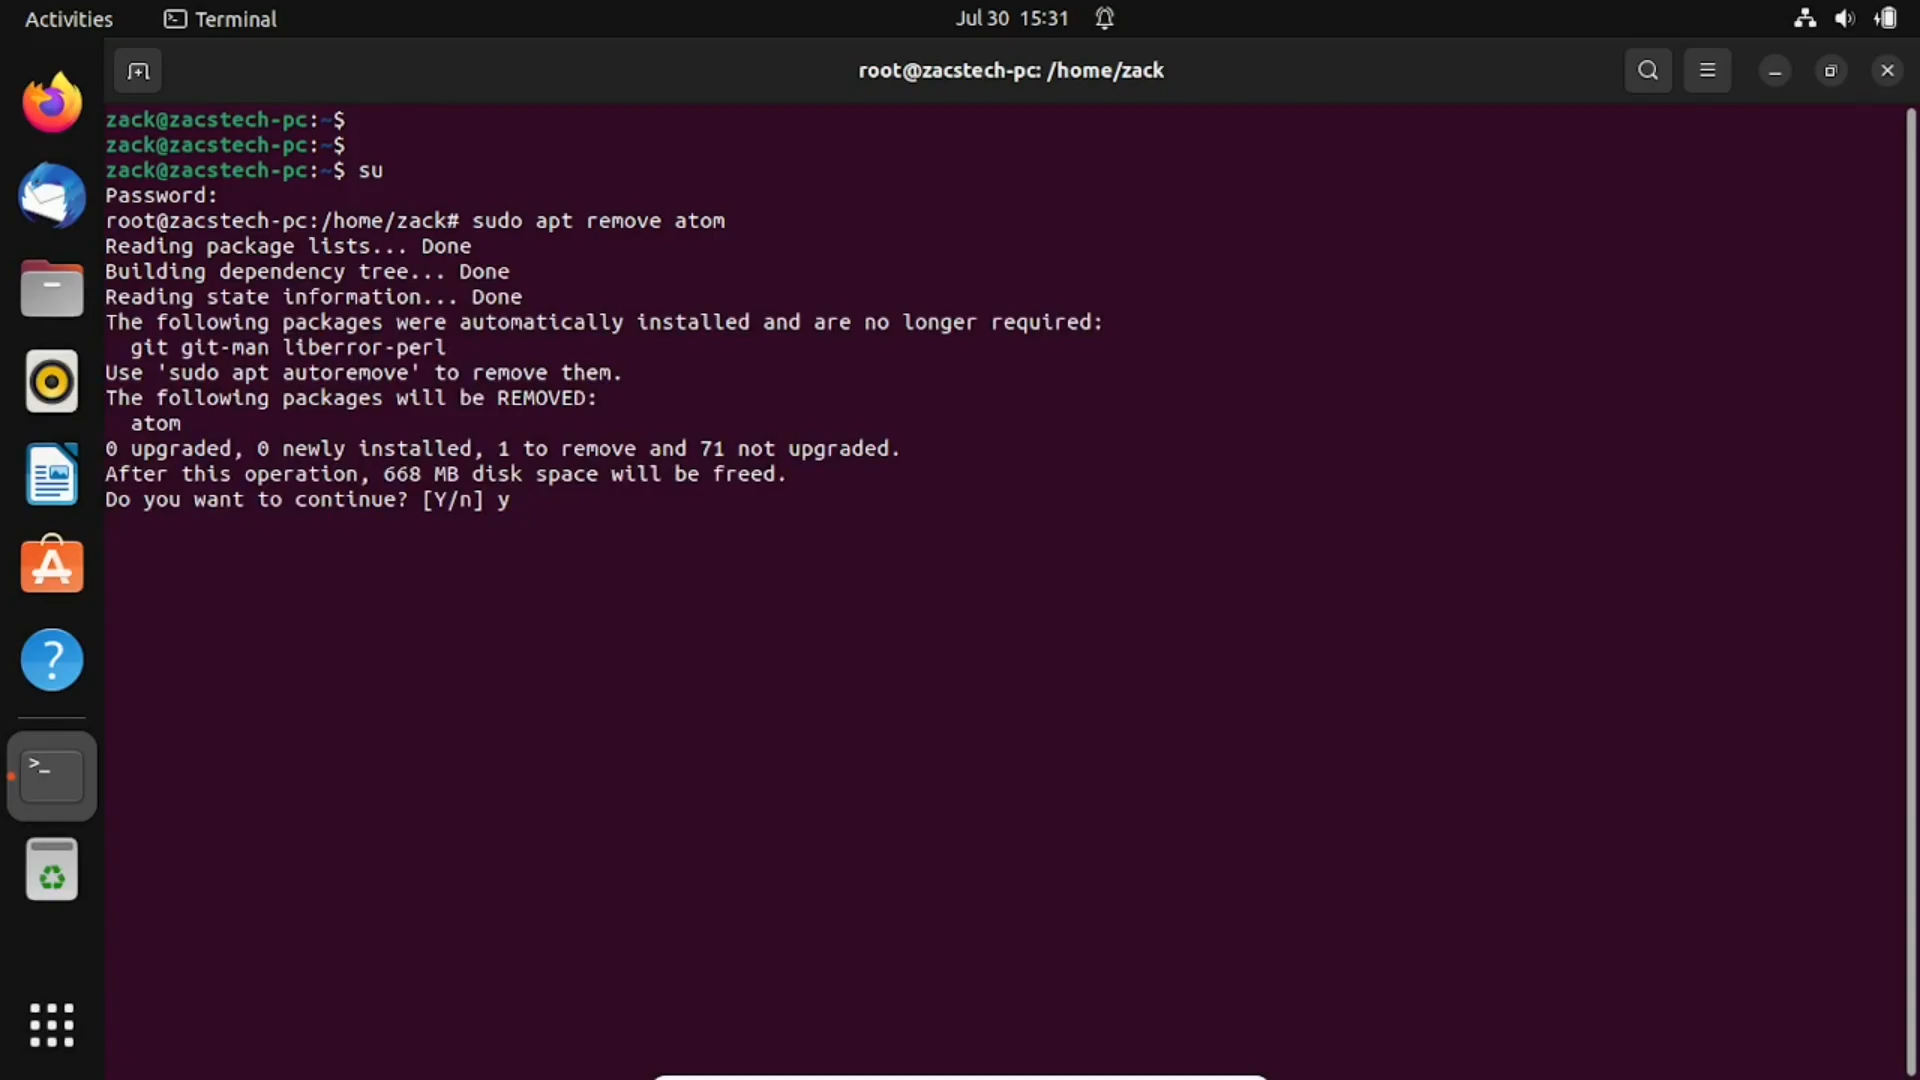 Activities Terminal Jul 30 15:31
root@zacstech-pc: /home/zack
zack@zacstech-pc:~$
zack@zacstech-pc:~$
zack@zacstech-pc:~$ su
Password:
root@zacstech-pc:/home/zack# sudo apt remove atom
Reading package lists... Done
Building dependency tree... Done
Reading state information... Done
The following packages were automatically installed and are no longer required:
  git git-man liberror-perl
Use 'sudo apt autoremove' to remove them.
The following packages will be REMOVED:
  atom
0 upgraded, 0 newly installed, 1 to remove and 71 not upgraded.
After this operation, 668 MB disk space will be freed.
Do you want to continue? [Y/n] y